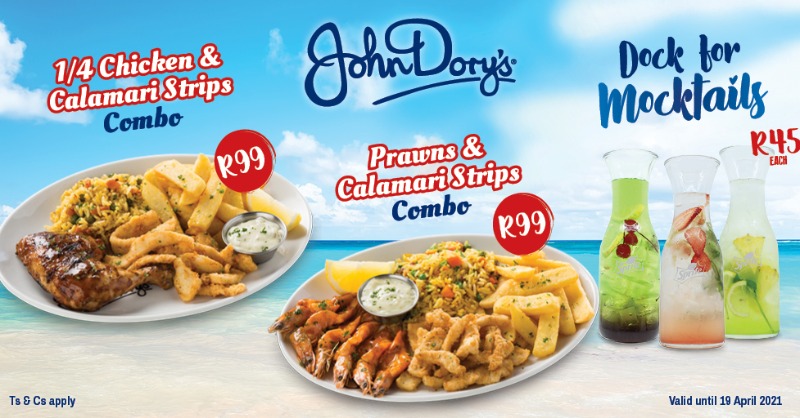 John Dory's
1/4 Chicken &
Calamari Strips
Combo
R99
Prawns &
Calamari Strips
Combo
R99
Dock for
Mocktails
R45
EACH
Ts & Cs apply
Valid until 19 April 2021